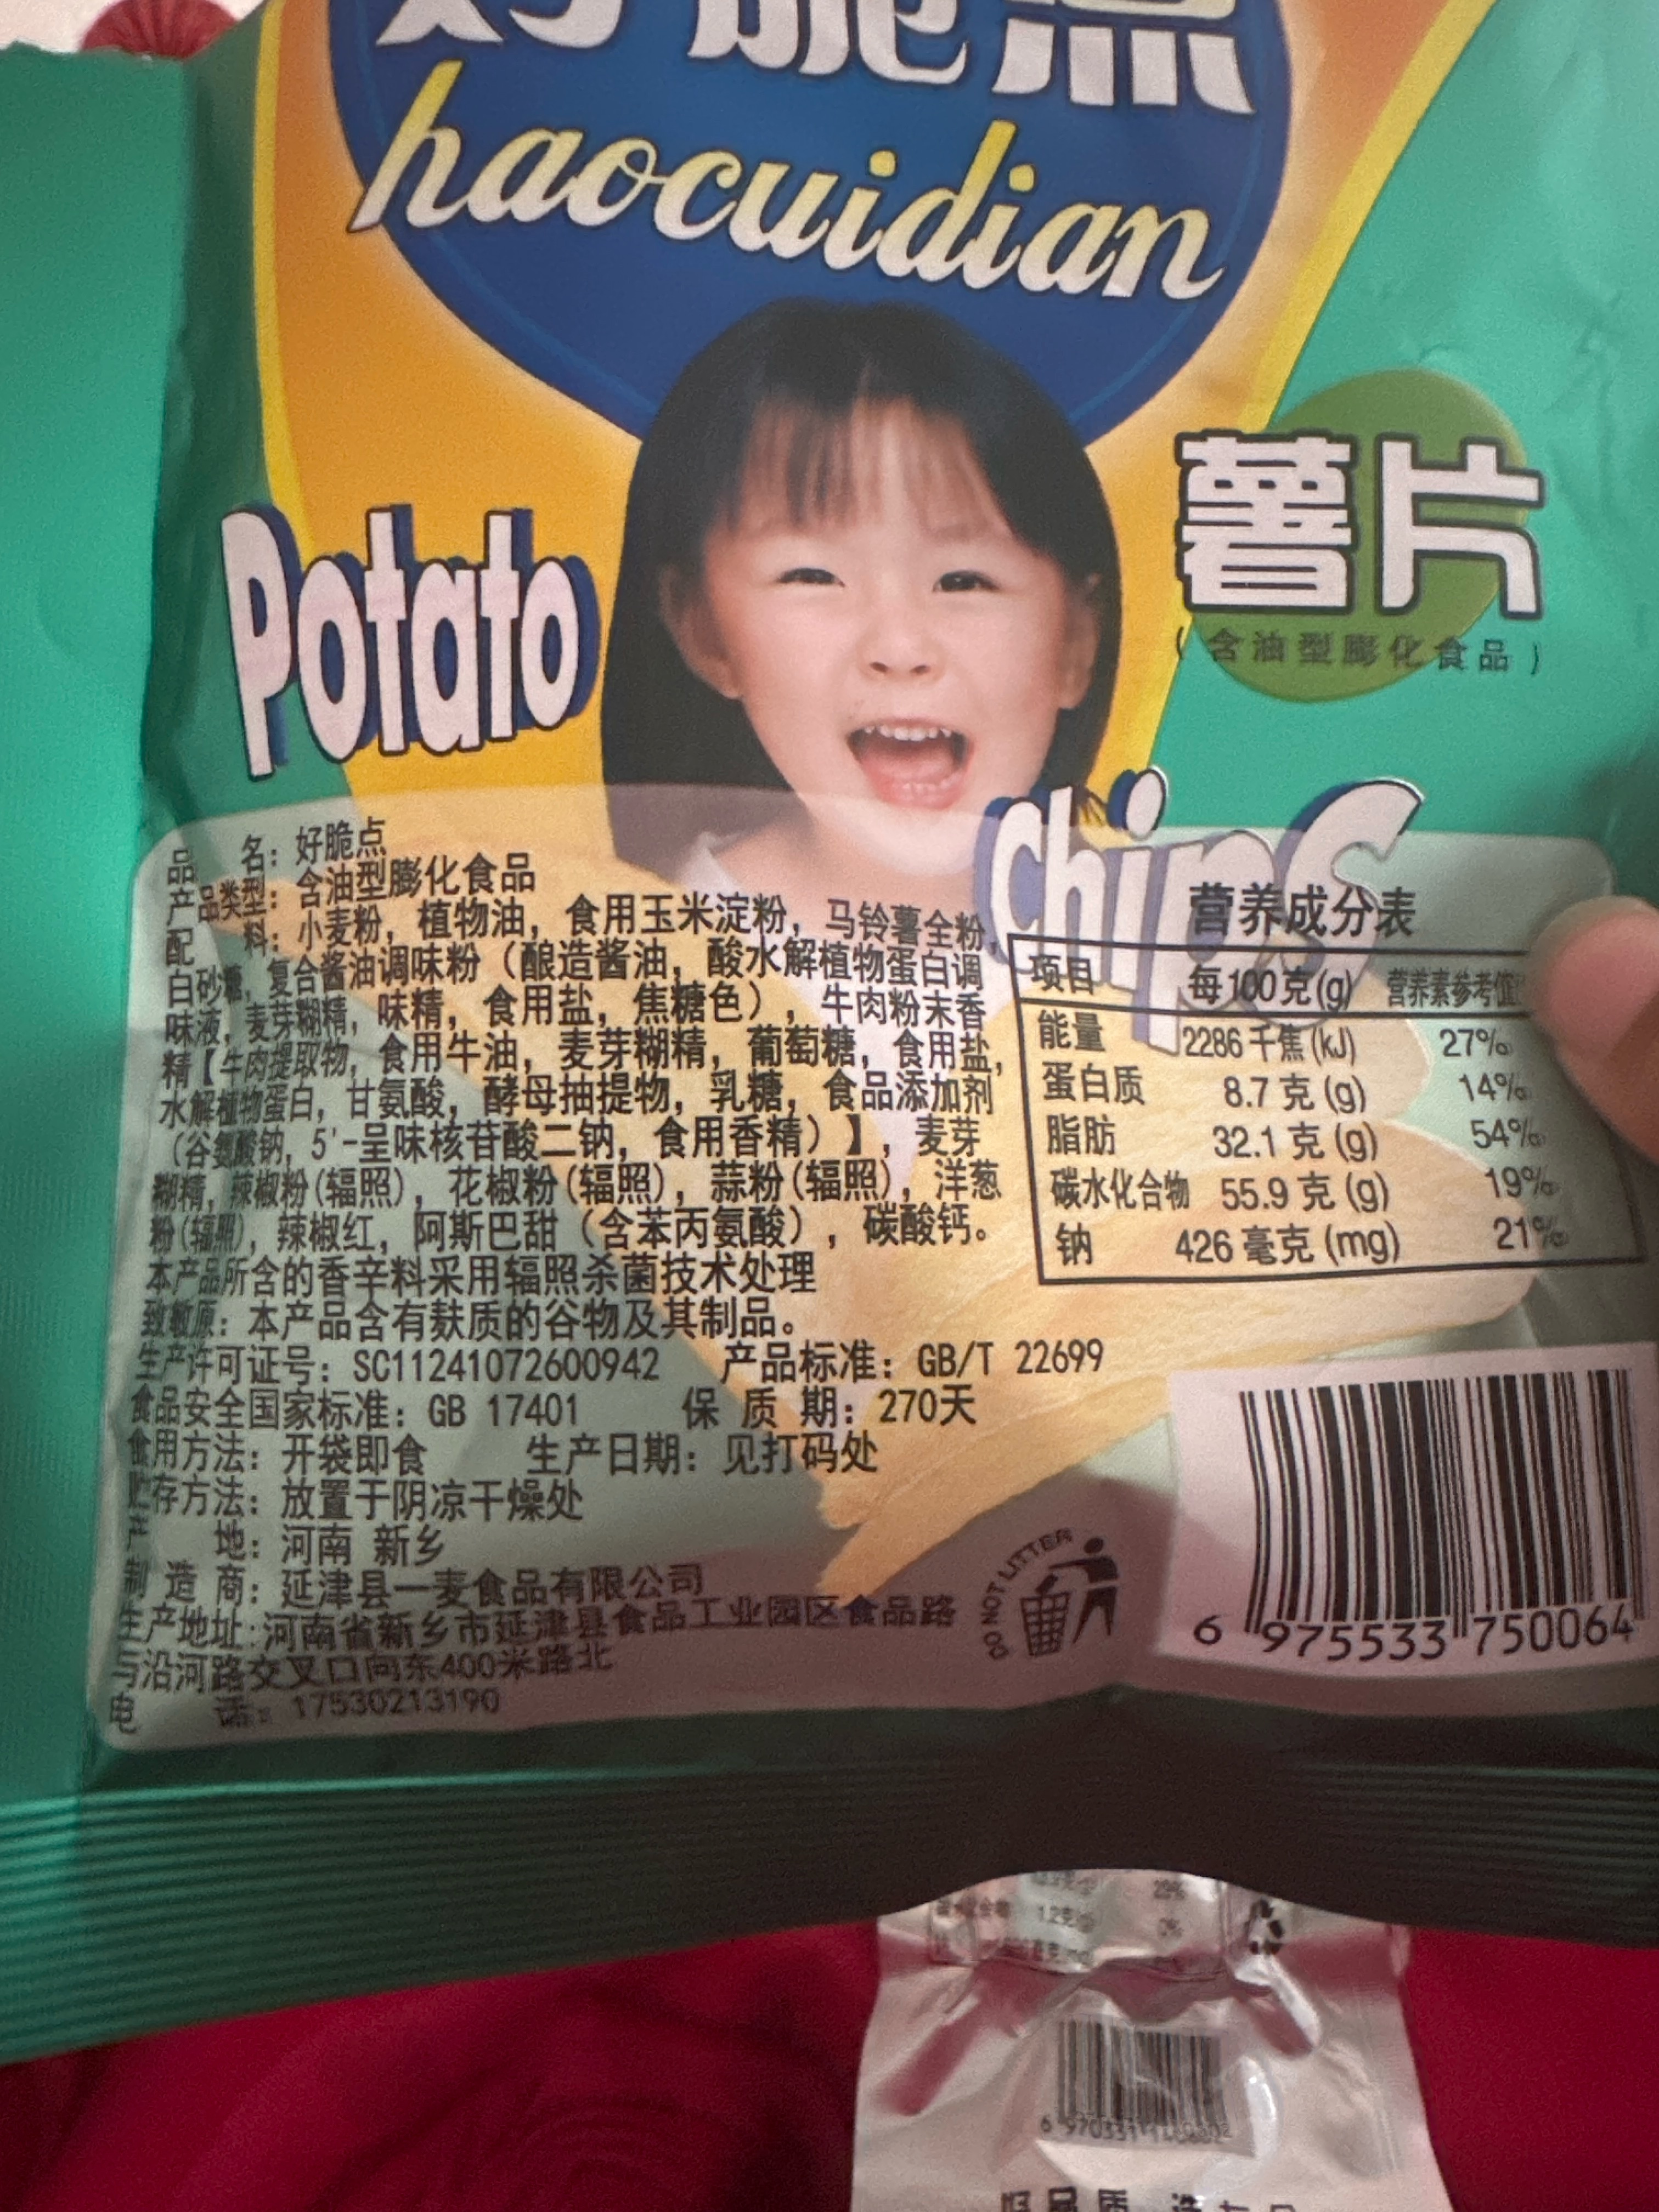 好脆点
haocuidian
Potato
薯片
(含油型膨化食品)
Chips
品 名：好脆点
产品类型：含油型膨化食品
配 料：小麦粉，植物油，食用玉米淀粉，马铃薯全粉，
白砂糖，复合酱油调味粉（酿造酱油，酸水解植物蛋白调
味液，麦芽糊精，味精，食用盐，焦糖色），牛肉粉末香
精【牛肉提取物，食用牛油，麦芽糊精，葡萄糖，食用盐，
水解植物蛋白，甘氨酸，酵母抽提物，乳糖，食品添加剂
（谷氨酸钠，5'-呈味核苷酸二钠，食用香精）】，麦芽
糊精，辣椒粉(辐照)，花椒粉(辐照)，蒜粉(辐照)，洋葱
粉(辐照)，辣椒红，阿斯巴甜（含苯丙氨酸），碳酸钙。
本产品所含的香辛料采用辐照杀菌技术处理
致敏原：本产品含有麸质的谷物及其制品。
生产许可证号：SC11241072600942 产品标准：GB/T 22699
食品安全国家标准：GB 17401 保 质 期：270天
食用方法：开袋即食 生产日期：见打码处
贮存方法：放置于阴凉干燥处
产 地：河南 新乡
制 造 商：延津县一麦食品有限公司
生产地址：河南省新乡市延津县食品工业园区食品路
与沿河路交叉口向东400米路北
电 话：17530213190
营养成分表
项目 每100克(g) 营养素参考值
能量 2286千焦(kJ) 27%
蛋白质 8.7克(g) 14%
脂肪 32.1克(g) 54%
碳水化合物 55.9克(g) 19%
钠 426毫克(mg) 21%
DO NOT LITTER
6 975533 750064